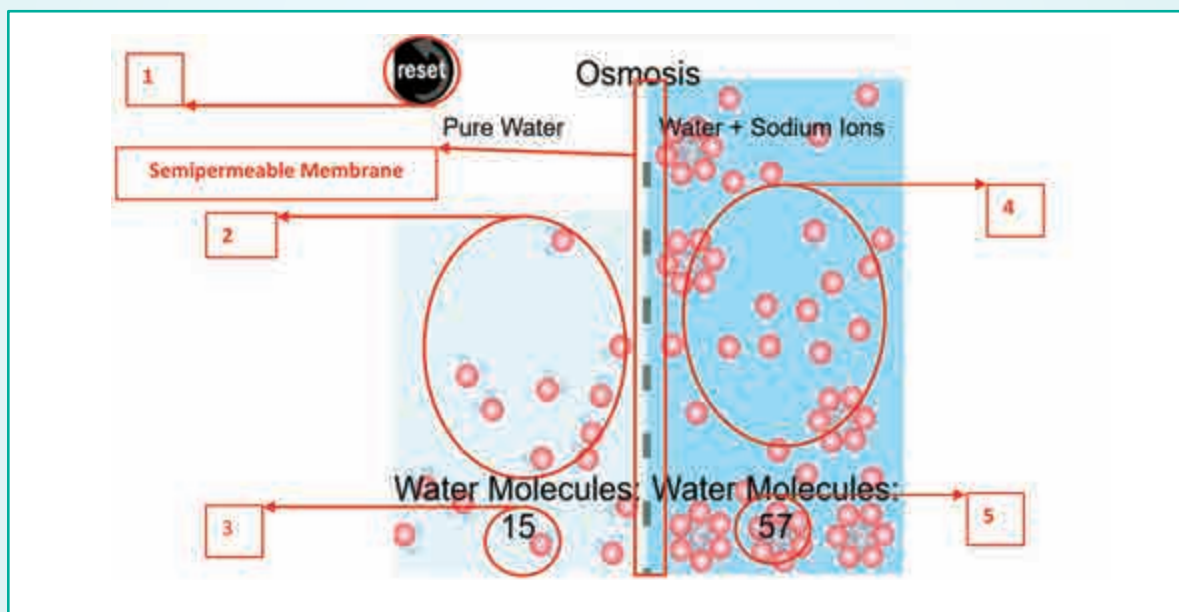 1
reset
Osmosis
Pure Water
Water + Sodium Ions
Semipermeable Membrane
2
4
Water Molecules: Water Molecules:
3
15
57
5